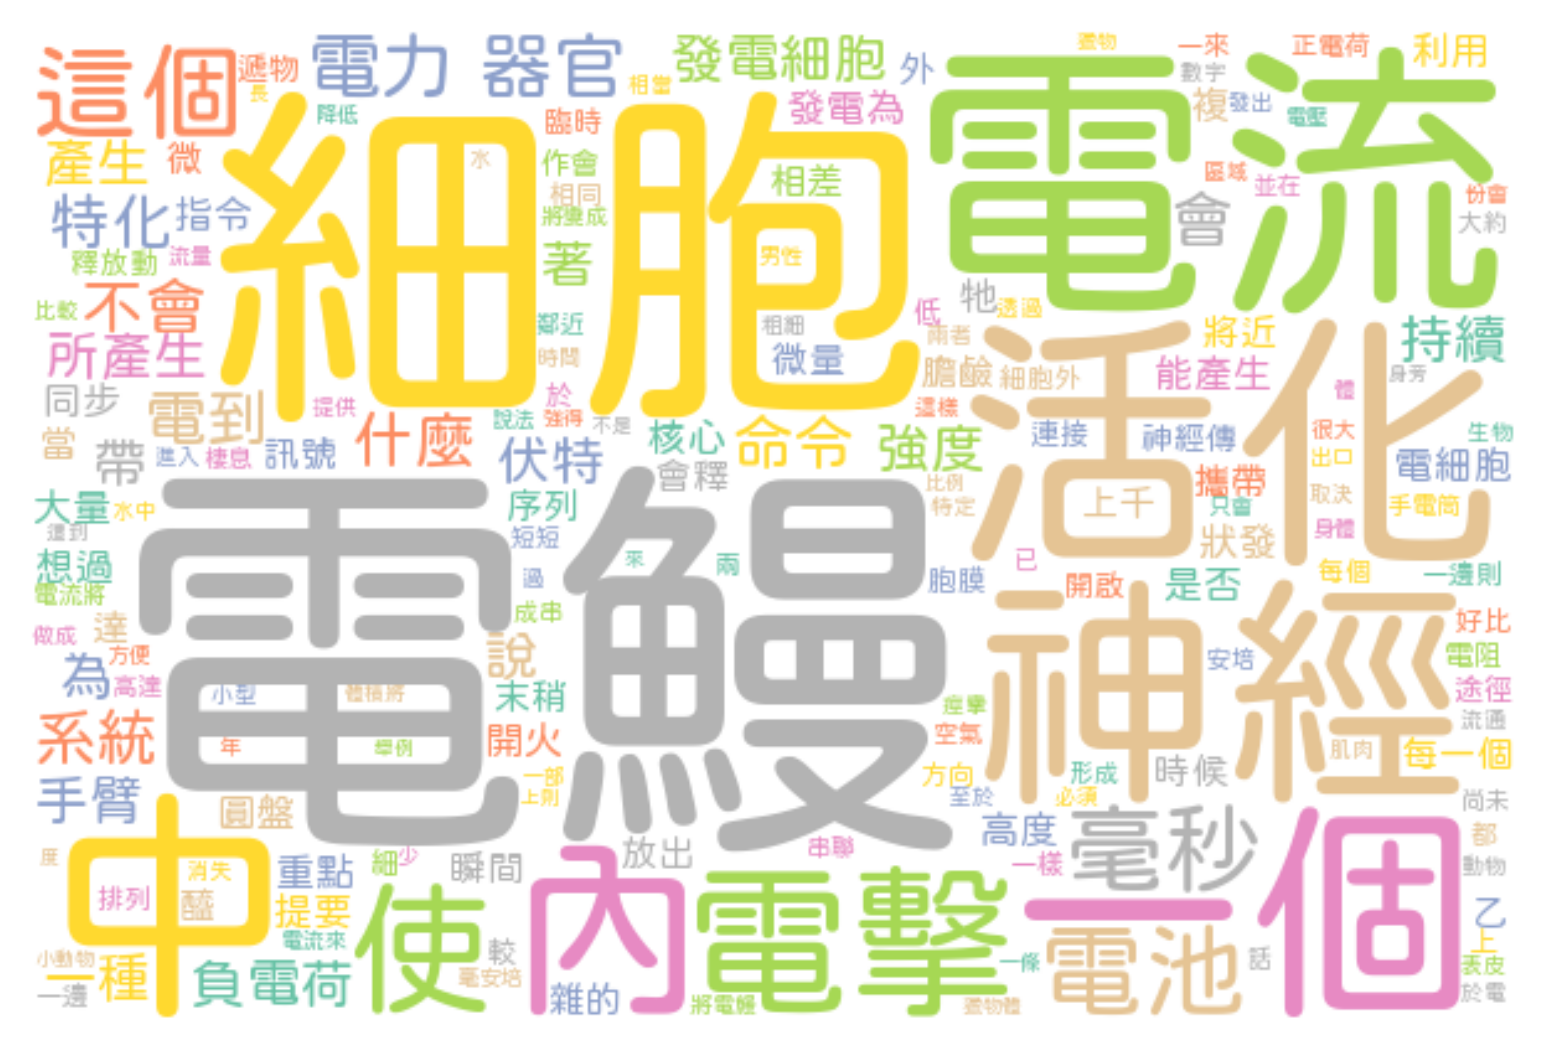 這個
遞物
長
電力
器官
相當
發電細胞
外
遞物
一來
數字
正電荷
利用
產生
微
降低
細胞
水
臨時
作會
相同
將變成
發電為
相差
男性
電流
複
發出
電壓
區域
並在
份會
大約
會
特化
指令
釋放動
流量
著
比較
不會
所產生
鄰近
時間
粗細
微量
低
牠
透過
兩者
將近
持續
膽鹼
細胞外
能產生
體
身旁
活化
同步
電到
提供
於
說法
強得
不是
這樣
當
帶
進入
棲息
訊號
什麼
伏特
核心
命令
強度
連接
神經傳
很大
出口
生物
電細胞
會釋
比例
特定
上千
攜帶
只會
取決
手電筒
身體
大量
水中
這到
序列
短短
狀發
電鰻
想過
電流將
來
過
兩
胞膜
已
開啟
是否
每個
一邊則
成串
做成
達
方便
說
神經
安培
好比
電阻
為
高達
小型
體積將
末稍
痙攣
途徑
流通
系統
年
舉例
開火
空氣
肌肉
每一個
手臂
圓盤
一部
上則
方向
至於
形成
必須
時候
尚未
中
放出
串聯
高度
毫秒
個
都
度
消失
重點
細
少
瞬間
內
電擊
一樣
一
動物
排列
醯
提要
使
乙
上
小動物
一種
一邊
電流來
負電荷
較
毫安培
雜的
將電鰻
一條
遞物體
電池
話
表皮
於電